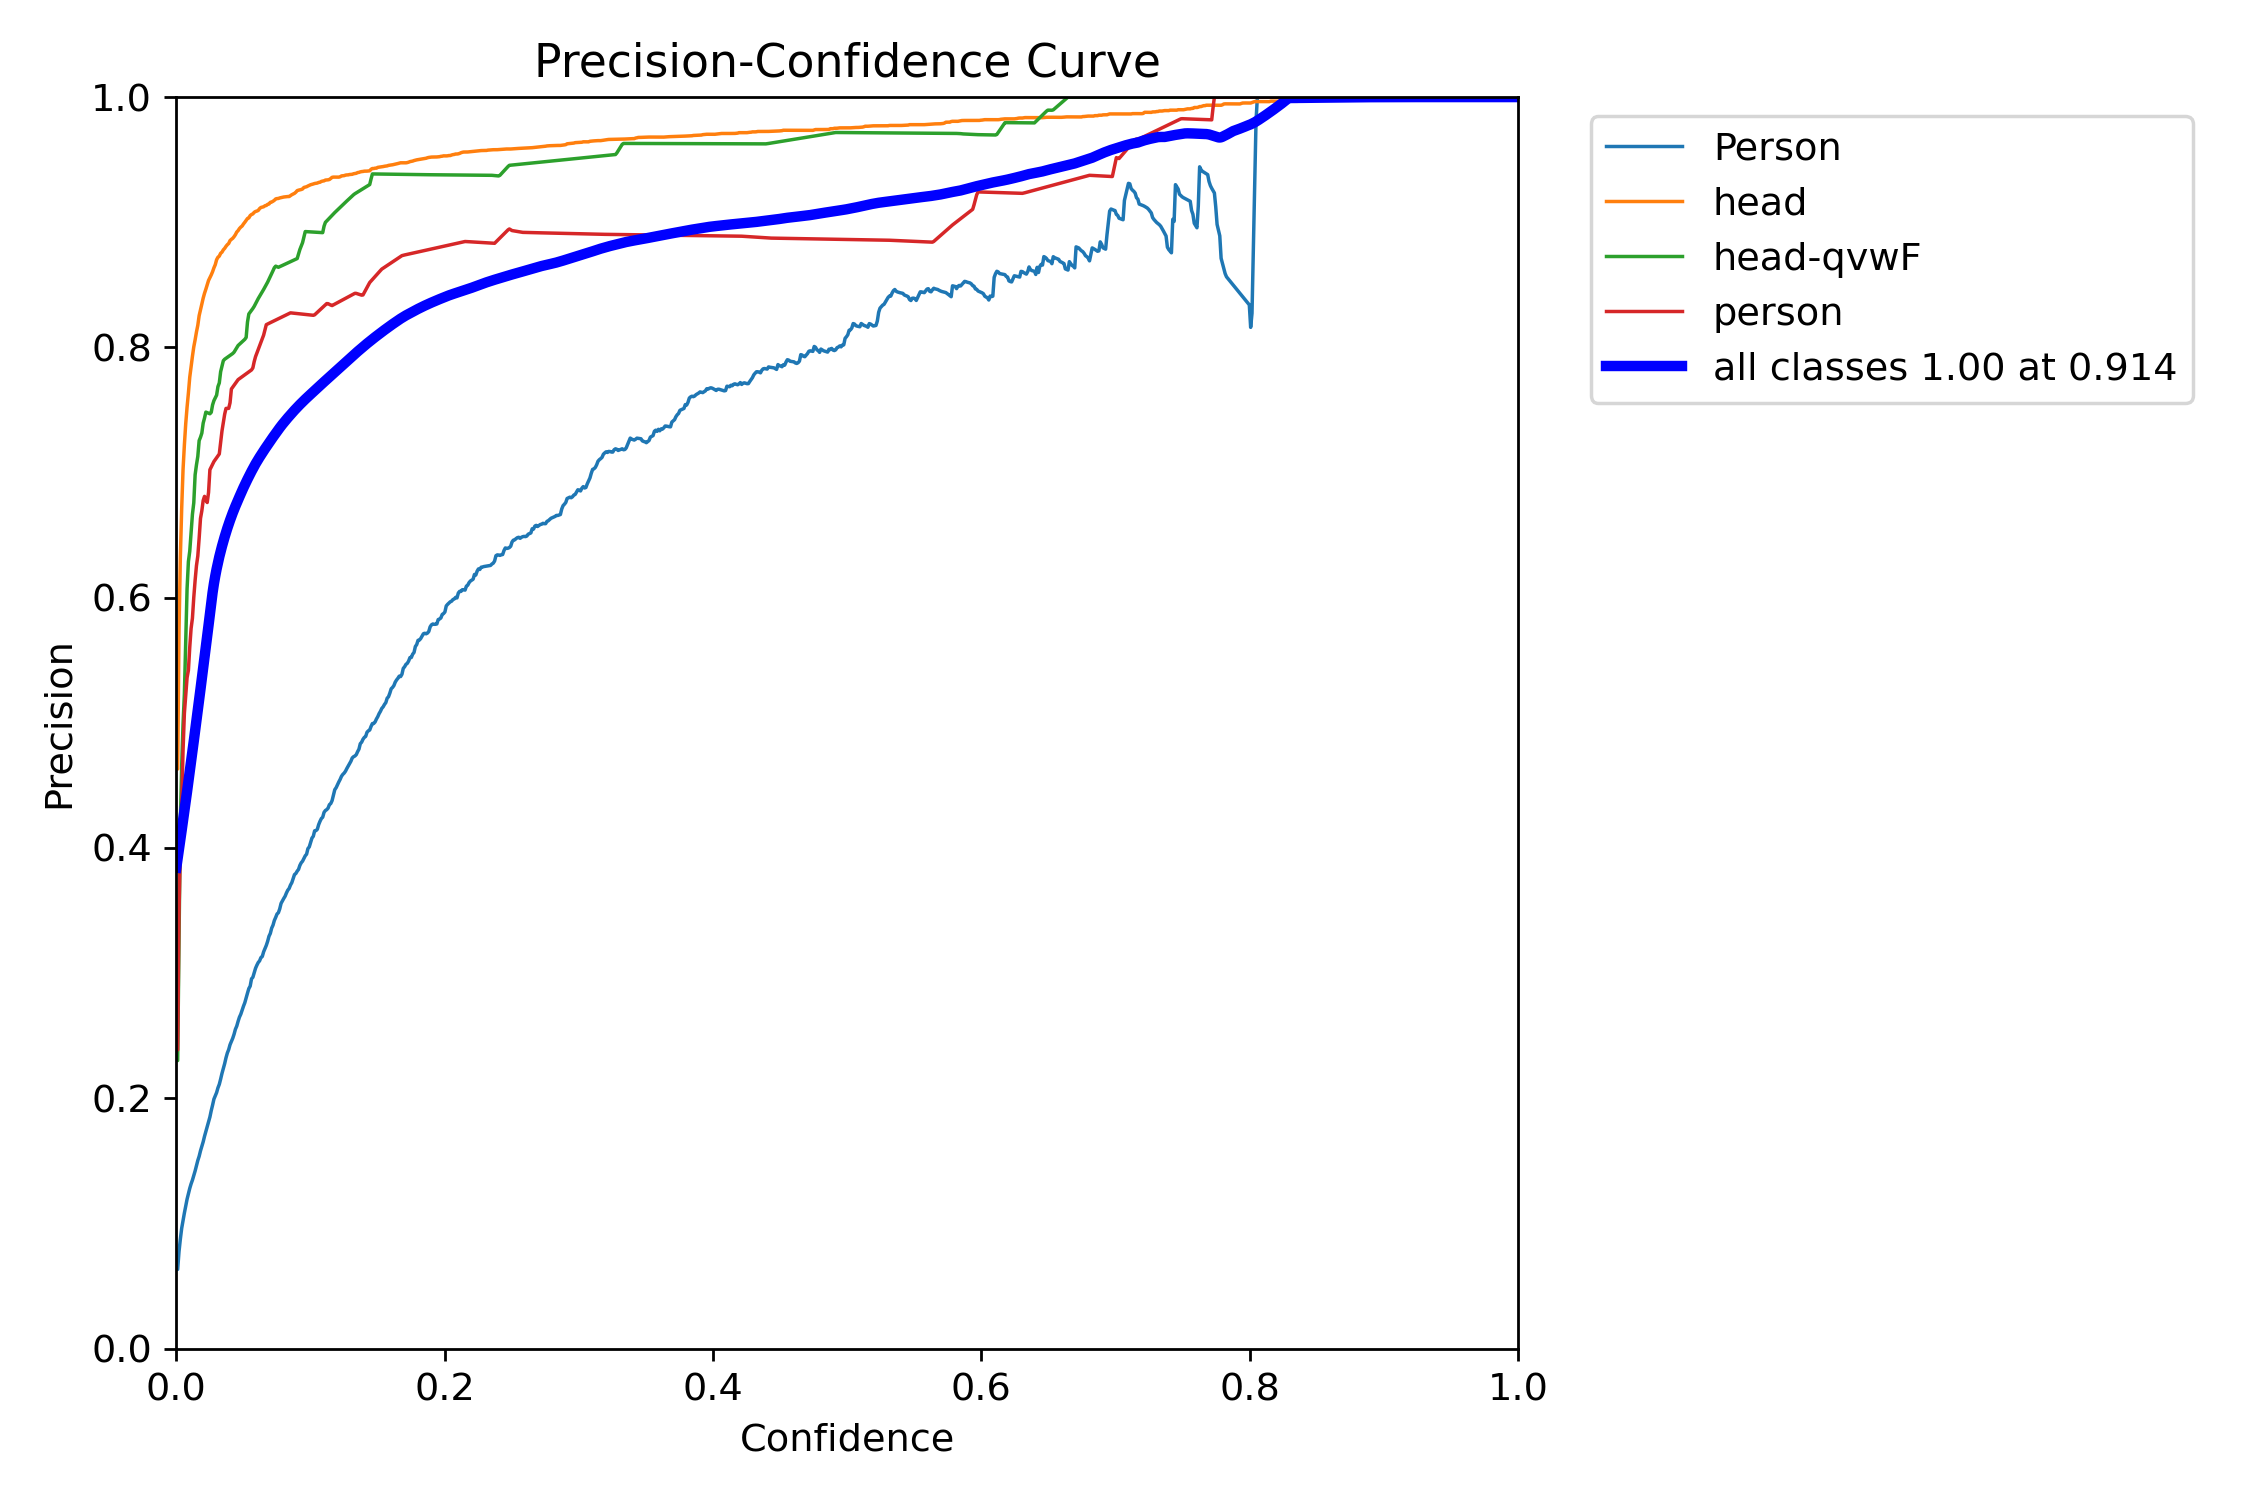 Precision-Confidence Curve
1.0
0.8
0.6
0.4
0.2
0.0
Precision
0.0 0.2 0.4 0.6 0.8 1.0
Confidence
Person
head
head-qvwF
person
all classes 1.00 at 0.914